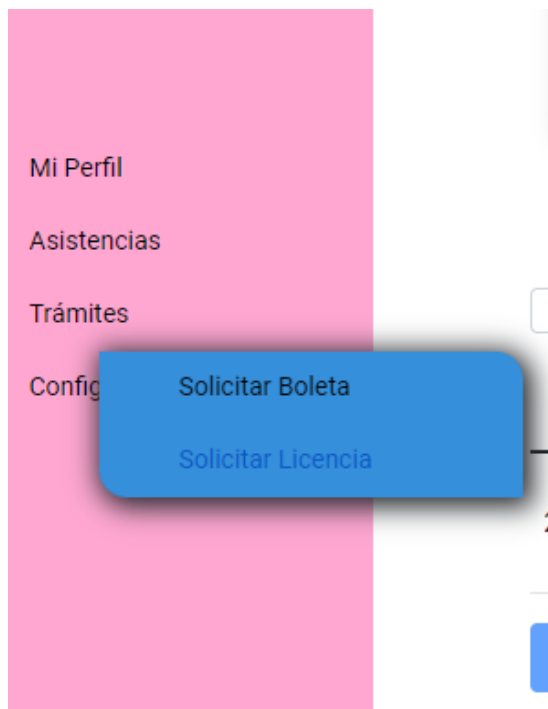 Mi Perfil
Asistencias
Trámites
Config
Solicitar Boleta
Solicitar Licencia